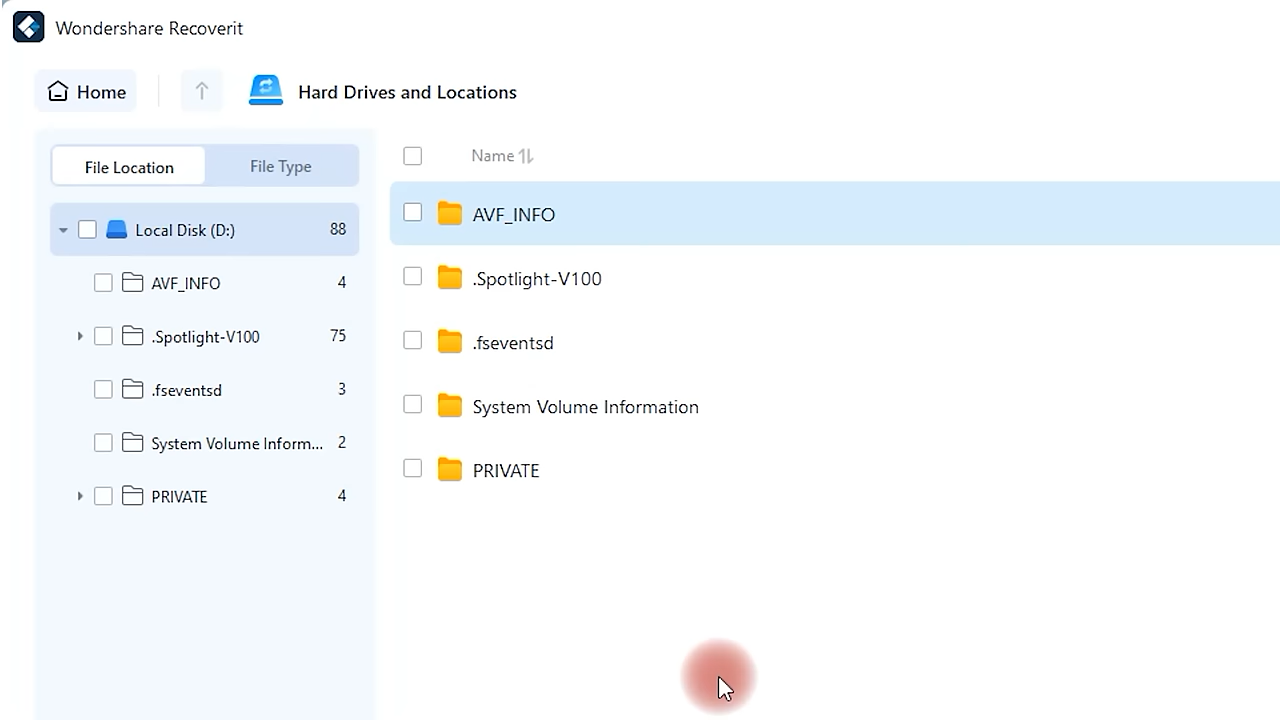 Wondershare Recoverit
Home
Hard Drives and Locations
File Location
File Type
Local Disk (D:) 88
AVF_INFO 4
.Spotlight-V100 75
.fseventsd 3
System Volume Inform... 2
PRIVATE 4
Name
AVF_INFO
.Spotlight-V100
.fseventsd
System Volume Information
PRIVATE